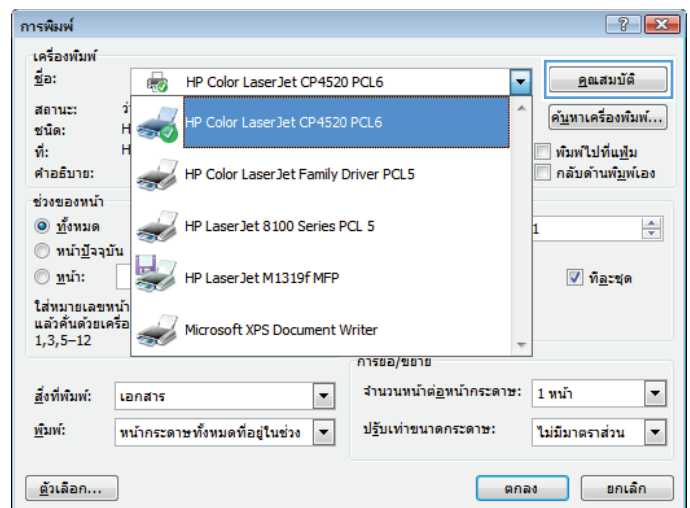 การพิมพ์
เครื่องพิมพ์
ชื่อ:
HP Color LaserJet CP4520 PCL6
คุณสมบัติ
สถานะ:
ชนิด:
ที่:
คำอธิบาย:
HP Color LaserJet CP4520 PCL6
HP Color LaserJet Family Driver PCL5
HP LaserJet 8100 Series PCL 5
HP LaserJet M1319f MFP
Microsoft XPS Document Writer
ค้นหาเครื่องพิมพ์...
พิมพ์ไปที่แฟ้ม
กลับด้านพิมพ์เอง
ช่วงของหน้า
ทั้งหมด
หน้าปัจจุบัน
หน้า:
1
ทีละชุด
ใส่หมายเลขหน้า
แล้วคั่นด้วยเครื่อ
1,3,5–12
การย่อ/ขยาย
สิ่งที่พิมพ์:
เอกสาร
จำนวนหน้าต่อหน้ากระดาษ:
1 หน้า
พิมพ์:
หน้ากระดาษทั้งหมดที่อยู่ในช่วง
ปรับเท่าขนาดกระดาษ:
ไม่มีมาตราส่วน
ตัวเลือก...
ตกลง
ยกเลิก